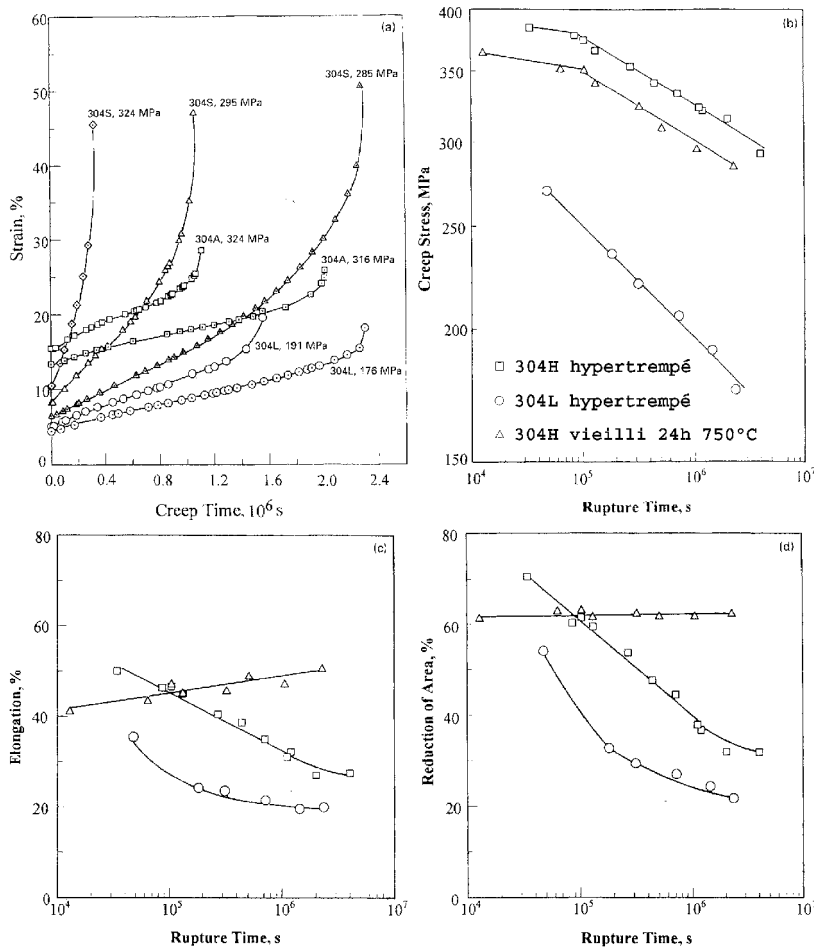 (a)
60
50
40
30
20
10
0
Strain, %
304S, 324 MPa
304S, 295 MPa
304S, 285 MPa
304A, 324 MPa
304A, 316 MPa
304L, 191 MPa
304L, 176 MPa
0.0 0.4 0.8 1.2 1.6 2.0 2.4
Creep Time, 10⁶ s
(b)
400
350
300
250
200
150
Creep Stress, MPa
304H hypertrempé
304L hypertrempé
304H vieilli 24h 750°C
10⁴ 10⁵ 10⁶ 10⁷
Rupture Time, s
(c)
80
60
40
20
0
Elongation, %
10⁴ 10⁵ 10⁶ 10⁷
Rupture Time, s
(d)
80
60
40
20
0
Reduction of Area, %
10⁴ 10⁵ 10⁶ 10⁷
Rupture Time, s